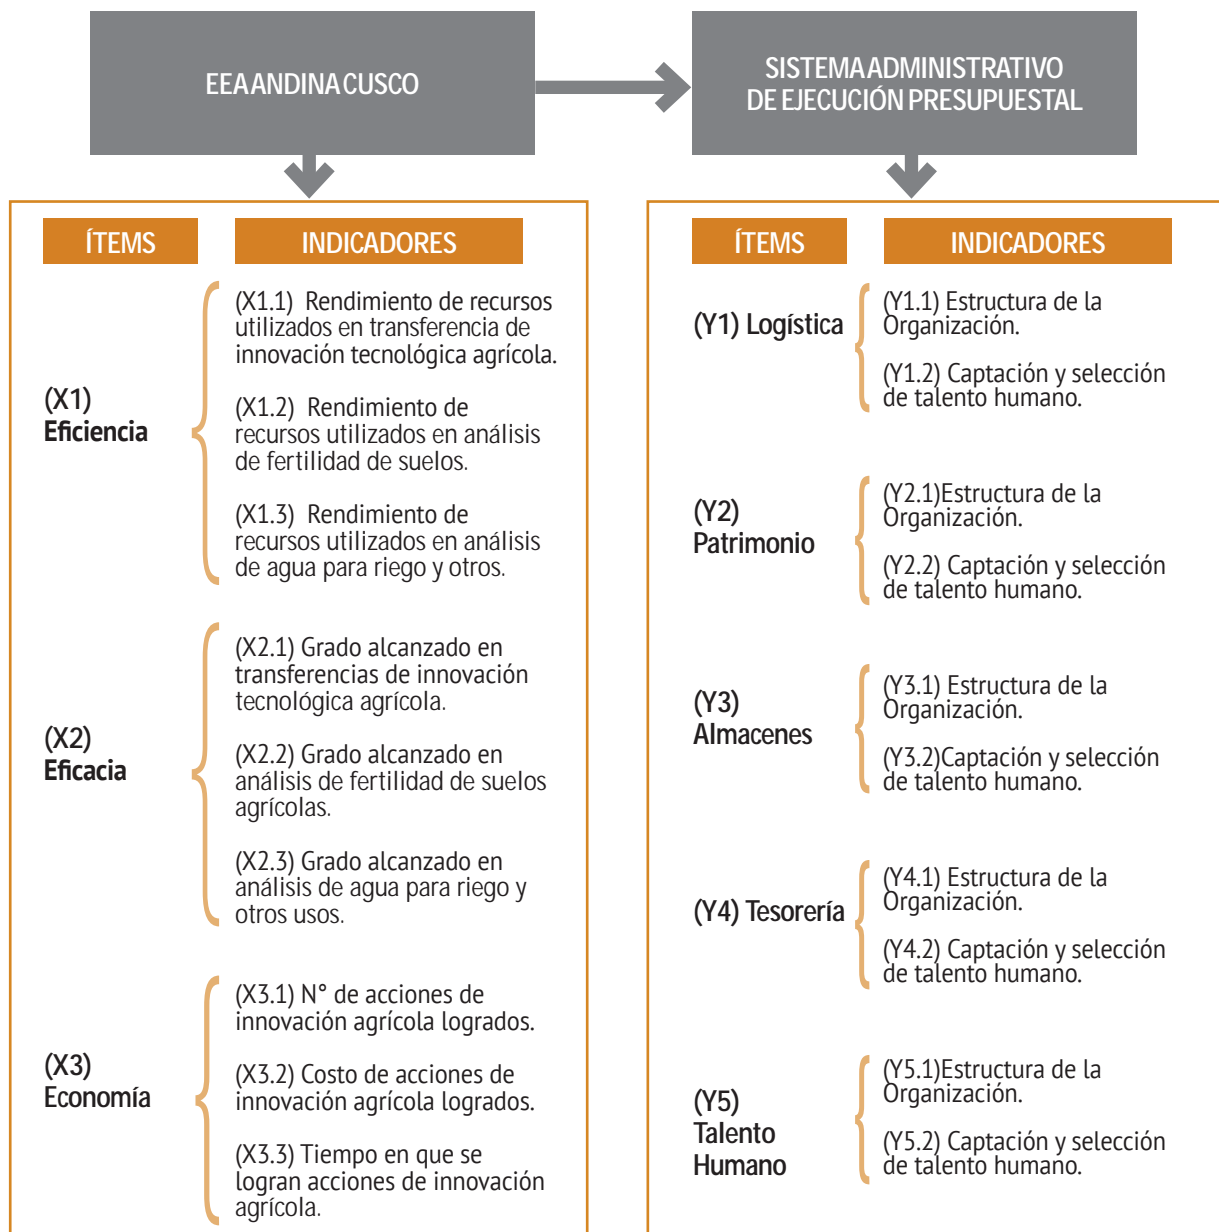 EEA ANDINA CUSCO
SISTEMA ADMINISTRATIVO
DE EJECUCIÓN PRESUPUESTAL
ÍTEMS
INDICADORES
(X1)
Eficiencia
(X1.1) Rendimiento de recursos
utilizados en transferencia de
innovación tecnológica agrícola.
(X1.2) Rendimiento de
recursos utilizados en análisis
de fertilidad de suelos.
(X1.3) Rendimiento de
recursos utilizados en análisis
de agua para riego y otros.
(X2)
Eficacia
(X2.1) Grado alcanzado en
transferencias de innovación
tecnológica agrícola.
(X2.2) Grado alcanzado en
análisis de fertilidad de suelos
agrícolas.
(X2.3) Grado alcanzado en
análisis de agua para riego y
otros usos.
(X3)
Economía
(X3.1) N° de acciones de
innovación agrícola logrados.
(X3.2) Costo de acciones de
innovación agrícola logrados.
(X3.3) Tiempo en que se
logran acciones de innovación
agrícola.
ÍTEMS
INDICADORES
(Y1) Logística
(Y1.1) Estructura de la
Organización.
(Y1.2) Captación y selección
de talento humano.
(Y2)
Patrimonio
(Y2.1)Estructura de la
Organización.
(Y2.2) Captación y selección
de talento humano.
(Y3)
Almacenes
(Y3.1) Estructura de la
Organización.
(Y3.2)Captación y selección
de talento humano.
(Y4) Tesorería
(Y4.1) Estructura de la
Organización.
(Y4.2) Captación y selección
de talento humano.
(Y5)
Talento
Humano
(Y5.1)Estructura de la
Organización.
(Y5.2) Captación y selección
de talento humano.